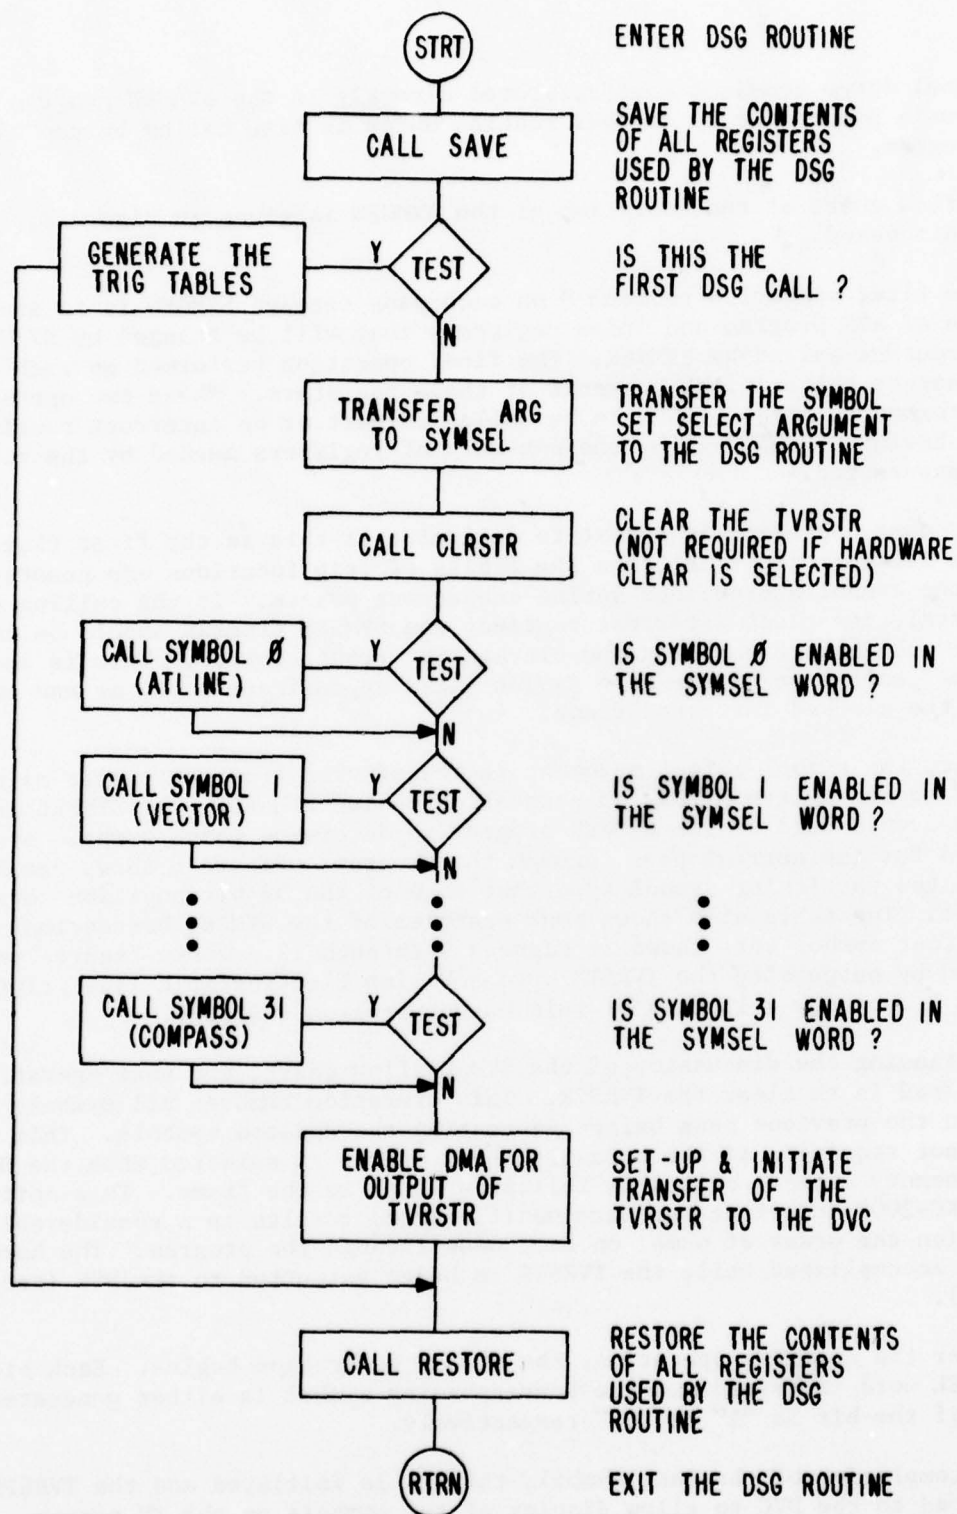 STRT
ENTER DSG ROUTINE
CALL SAVE
SAVE THE CONTENTS
OF ALL REGISTERS
USED BY THE DSG
ROUTINE
GENERATE THE
TRIG TABLES
Y
TEST
N
IS THIS THE
FIRST DSG CALL ?
TRANSFER ARG
TO SYMSEL
TRANSFER THE SYMBOL
SET SELECT ARGUMENT
TO THE DSG ROUTINE
CALL CLRSTR
CLEAR THE TVRSTR
(NOT REQUIRED IF HARDWARE
CLEAR IS SELECTED)
CALL SYMBOL Ø
(ATLINE)
Y
TEST
N
IS SYMBOL Ø ENABLED IN
THE SYMSEL WORD ?
CALL SYMBOL 1
(VECTOR)
Y
TEST
N
IS SYMBOL 1 ENABLED IN
THE SYMSEL WORD ?
CALL SYMBOL 31
(COMPASS)
Y
TEST
N
IS SYMBOL 31 ENABLED IN
THE SYMSEL WORD ?
ENABLE DMA FOR
OUTPUT OF
TVRSTR
SET-UP & INITIATE
TRANSFER OF THE
TVRSTR TO THE DVC
CALL RESTORE
RESTORE THE CONTENTS
OF ALL REGISTERS
USED BY THE DSG
ROUTINE
RTRN
EXIT THE DSG ROUTINE